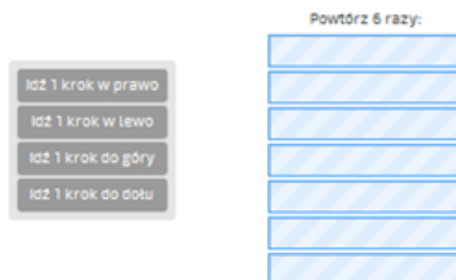 Powtórz 6 razy:
Idź 1 krok w prawo
Idź 1 krok w lewo
Idź 1 krok do góry
Idź 1 krok do dołu